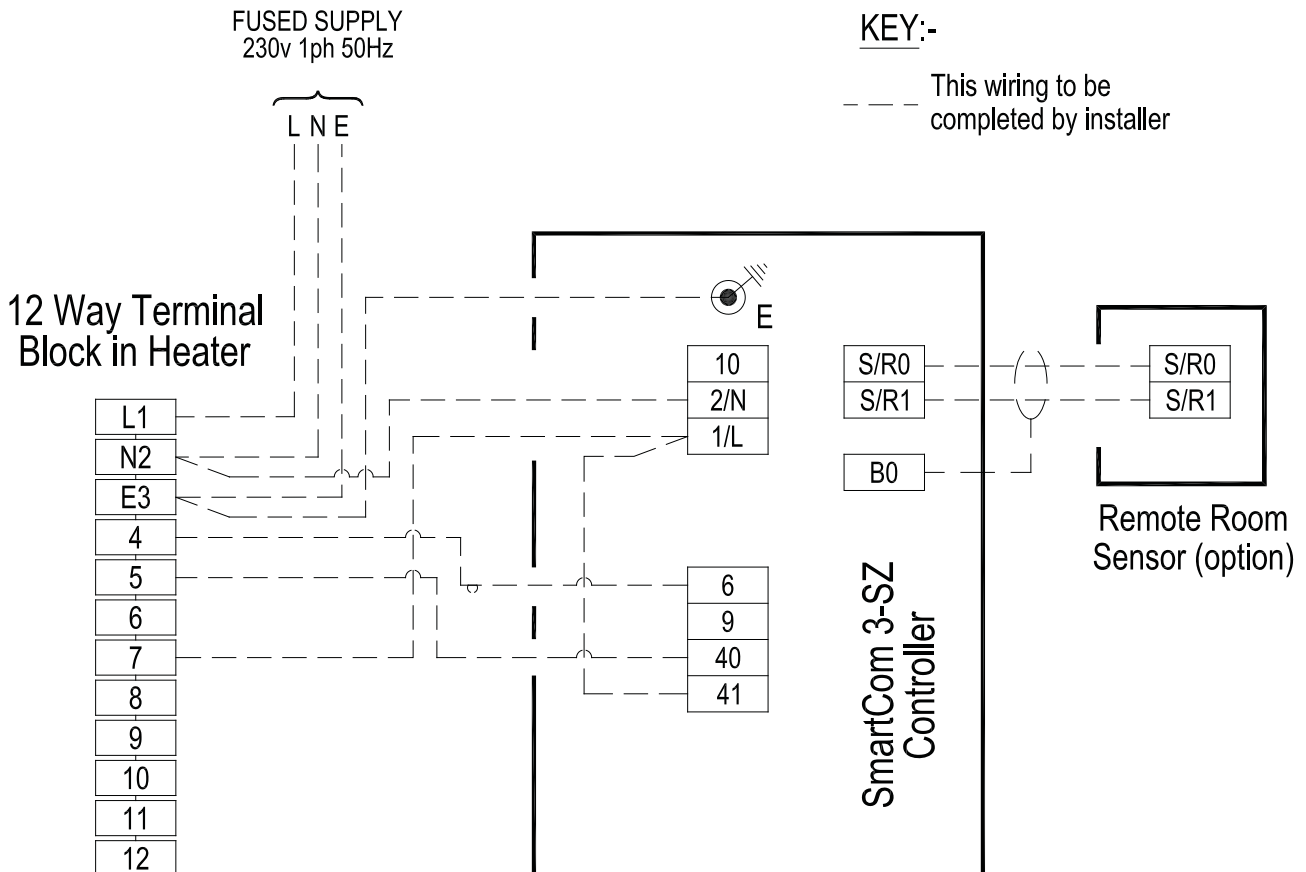 FUSED SUPPLY
230v 1ph 50Hz
L N E
KEY:-
This wiring to be
completed by installer
12 Way Terminal
Block in Heater
L1
N2
E3
4
5
6
7
8
9
10
11
12
E
10
2/N
1/L
6
9
40
41
S/R0
S/R1
B0
SmartCom 3-SZ
Controller
S/R0
S/R1
Remote Room
Sensor (option)